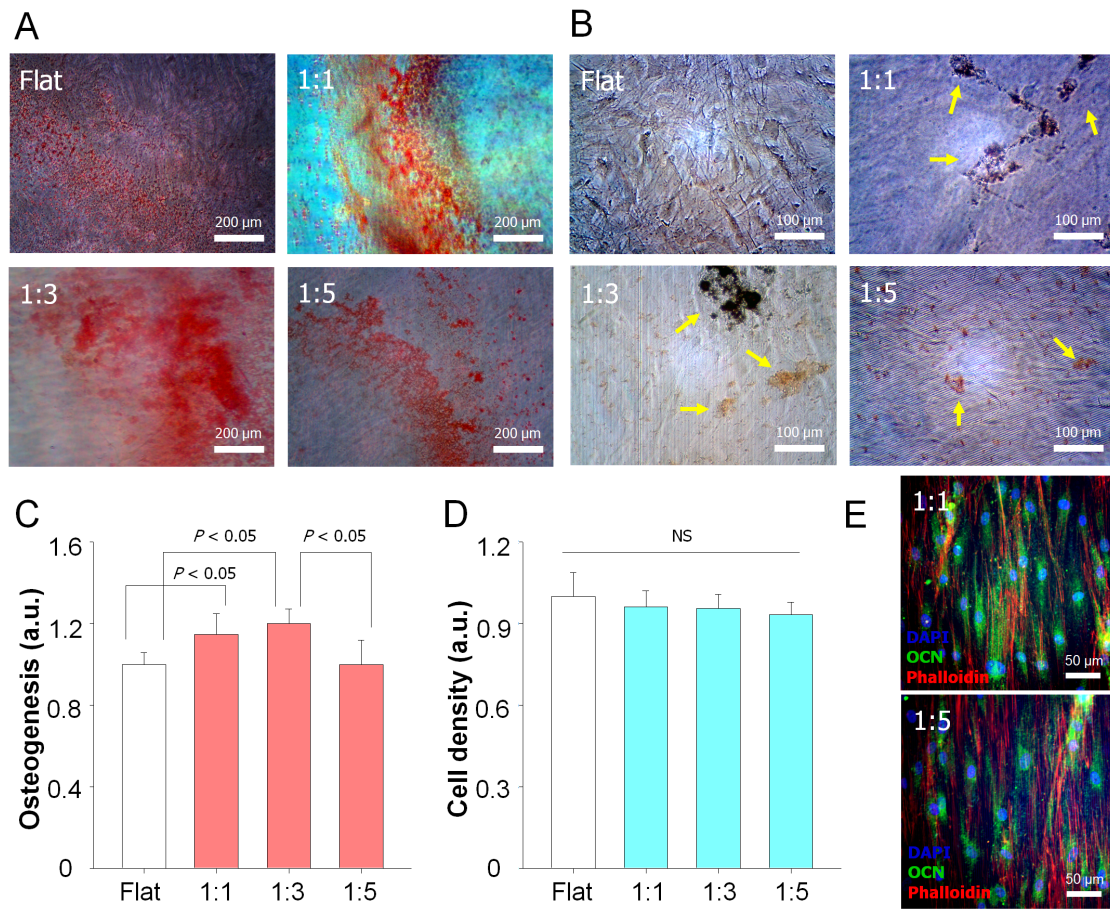 A
B
Flat
200 μm
1:1
200 μm
Flat
100 μm
1:1
100 μm
1:3
200 μm
1:5
200 μm
1:3
100 μm
1:5
100 μm
C
Osteogenesis (a.u.)
1.6
1.2
0.8
0.4
0
P < 0.05
P < 0.05
P < 0.05
Flat 1:1 1:3 1:5
D
Cell density (a.u.)
1.2
0.9
0.6
0.3
0
NS
Flat 1:1 1:3 1:5
E
1:1
DAPI
OCN
Phalloidin
50 μm
1:5
DAPI
OCN
Phalloidin
50 μm